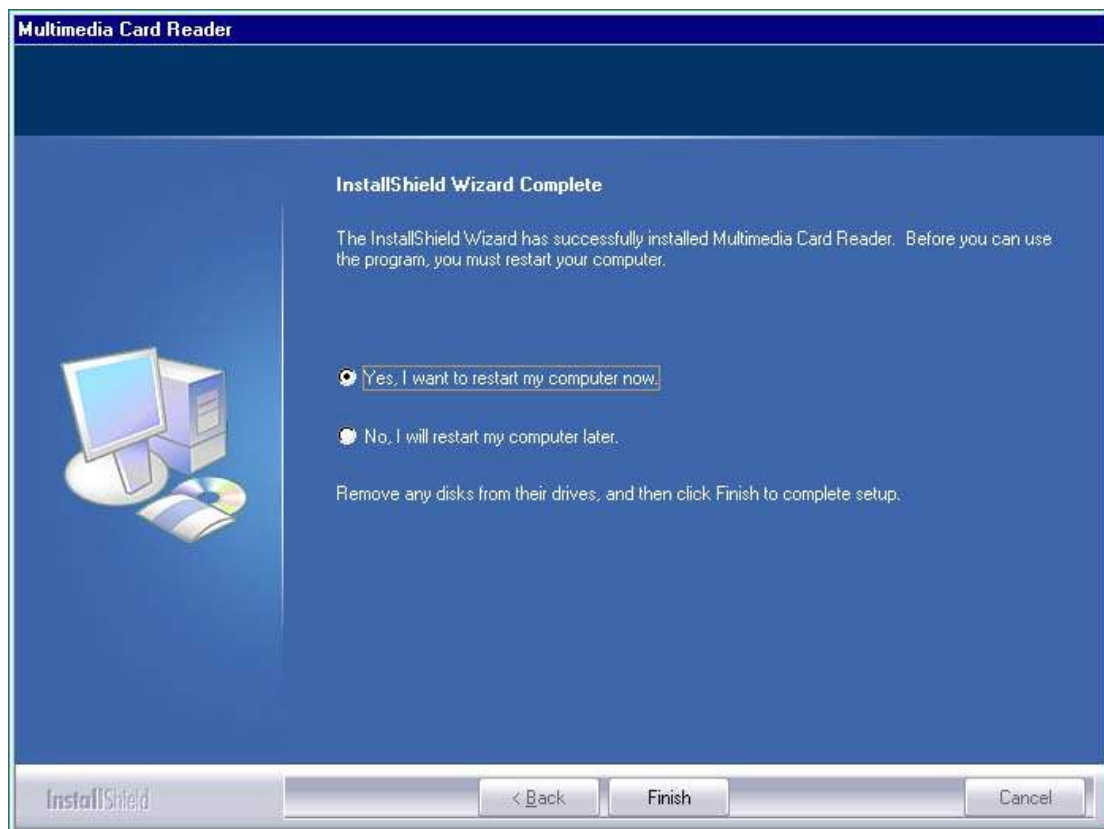 Multimedia Card Reader
InstallShield Wizard Complete
The InstallShield Wizard has successfully installed Multimedia Card Reader.  Before you can use
the program, you must restart your computer.
Yes, I want to restart my computer now.
No, I will restart my computer later.
Remove any disks from their drives, and then click Finish to complete setup.
InstallShield
< Back
Finish
Cancel